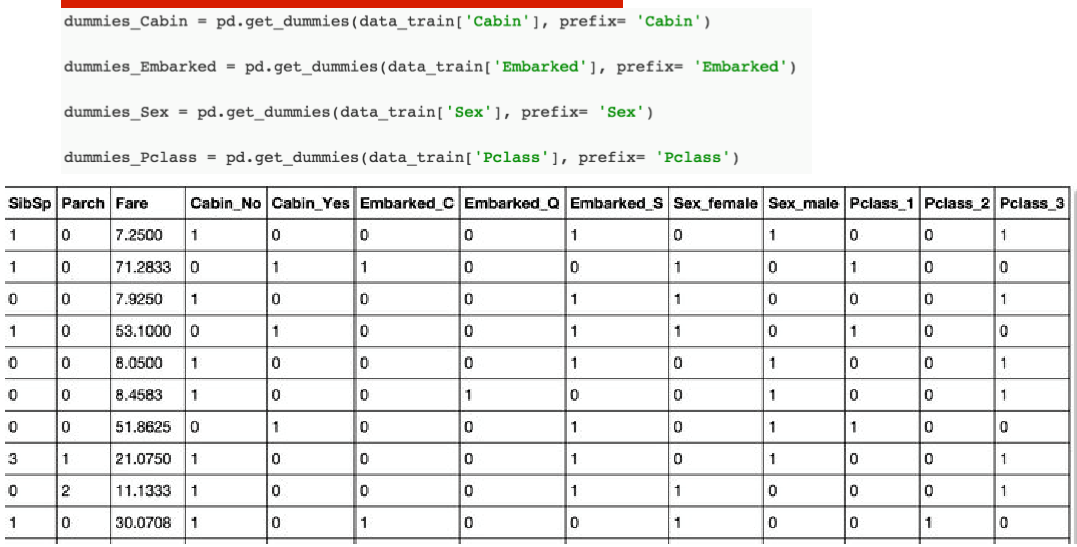 dummies_Cabin = pd.get_dummies(data_train['Cabin'], prefix= 'Cabin')
dummies_Embarked = pd.get_dummies(data_train['Embarked'], prefix= 'Embarked')
dummies_Sex = pd.get_dummies(data_train['Sex'], prefix= 'Sex')
dummies_Pclass = pd.get_dummies(data_train['Pclass'], prefix= 'Pclass')
SibSp Parch Fare Cabin_No Cabin_Yes Embarked_C Embarked_Q Embarked_S Sex_female Sex_male Pclass_1 Pclass_2 Pclass_3
1 0 7.2500 1 0 0 0 1 0 1 0 0 1
1 0 71.2833 0 1 1 0 0 1 0 1 0 0
0 0 7.9250 1 0 0 0 1 1 0 0 0 1
1 0 53.1000 0 1 0 0 1 1 0 1 0 0
0 0 8.0500 1 0 0 0 1 0 1 0 0 1
0 0 8.4583 1 0 0 1 0 0 1 0 0 1
0 0 51.8625 0 1 0 0 1 0 1 1 0 0
3 1 21.0750 1 0 0 0 1 0 1 0 0 1
0 2 11.1333 1 0 0 0 1 1 0 0 0 1
1 0 30.0708 1 0 1 0 0 1 0 0 1 0